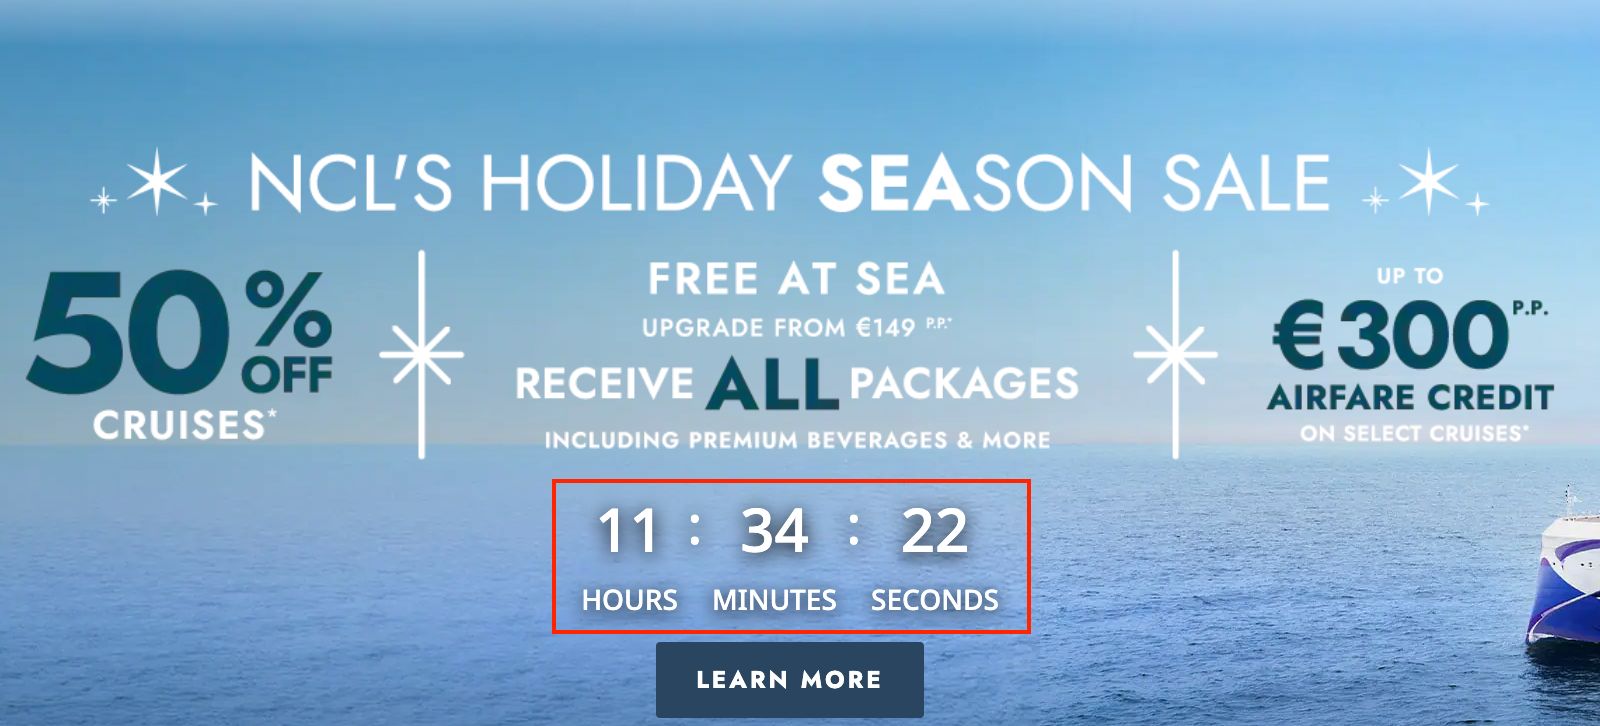 NCL'S HOLIDAY SEASON SALE
50% OFF
CRUISES*
FREE AT SEA
UPGRADE FROM €149 P.P.*
RECEIVE ALL PACKAGES
INCLUDING PREMIUM BEVERAGES & MORE
UP TO
€300 P.P.
AIRFARE CREDIT
ON SELECT CRUISES*
11 : 34 : 22
HOURS MINUTES SECONDS
LEARN MORE